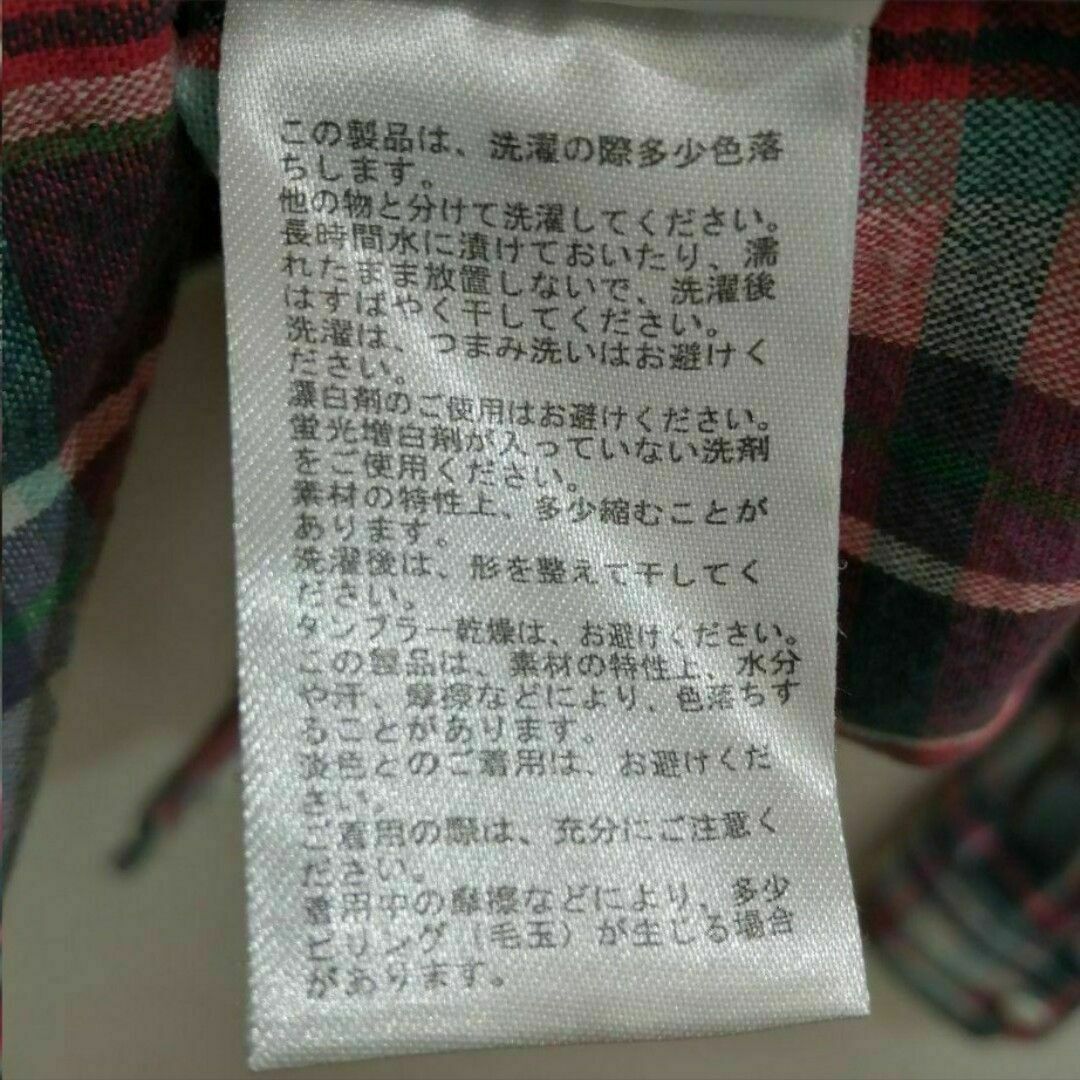 この製品は、洗濯の際多少色落
ちします。
他の物と分けて洗濯してください。
長時間水に漬けておいたり、濡
れたまま放置しないで、洗濯後
はすばやく干してください。
洗濯は、つまみ洗いはお避けく
ださい。
漂白剤のご使用はお避けください。
蛍光増白剤が入っていない洗剤
をご使用ください。
素材の特性上、多少縮むことが
あります。
洗濯後は、形を整えて干してく
ださい。
タンブラー乾燥は、お避けください。
この製品は、素材の特性上、水分
や汗、摩擦などにより、色落ちす
ることがあります。
淡色とのご着用は、お避けくだ
さい。
ご着用の際は、充分にご注意く
ださい。
着用中の摩擦などにより、多少
ピリング（毛玉）が生じる場合
があります。